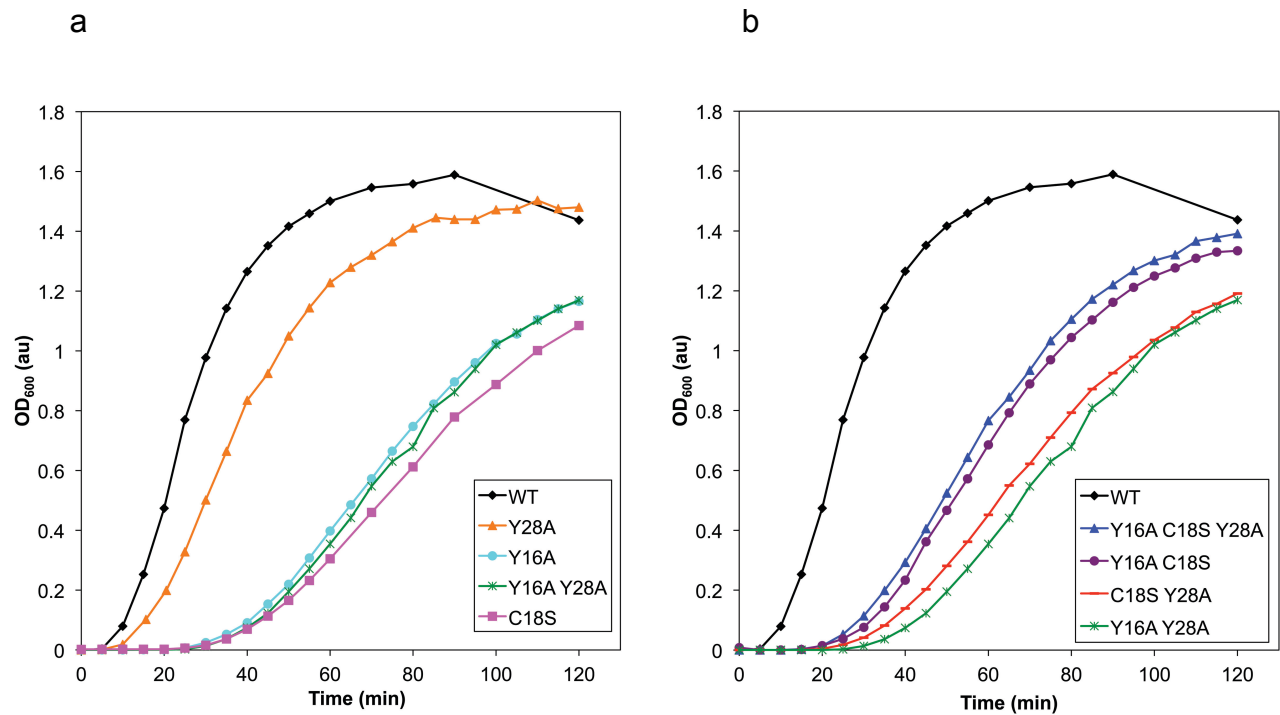 a
b
1.8
1.6
1.4
1.2
1
0.8
0.6
0.4
0.2
0
OD600 (au)
0 20 40 60 80 100 120
Time (min)
WT
Y28A
Y16A
Y16A Y28A
C18S
1.8
1.6
1.4
1.2
1
0.8
0.6
0.4
0.2
0
OD600 (au)
0 20 40 60 80 100 120
Time (min)
WT
Y16A C18S Y28A
Y16A C18S
C18S Y28A
Y16A Y28A